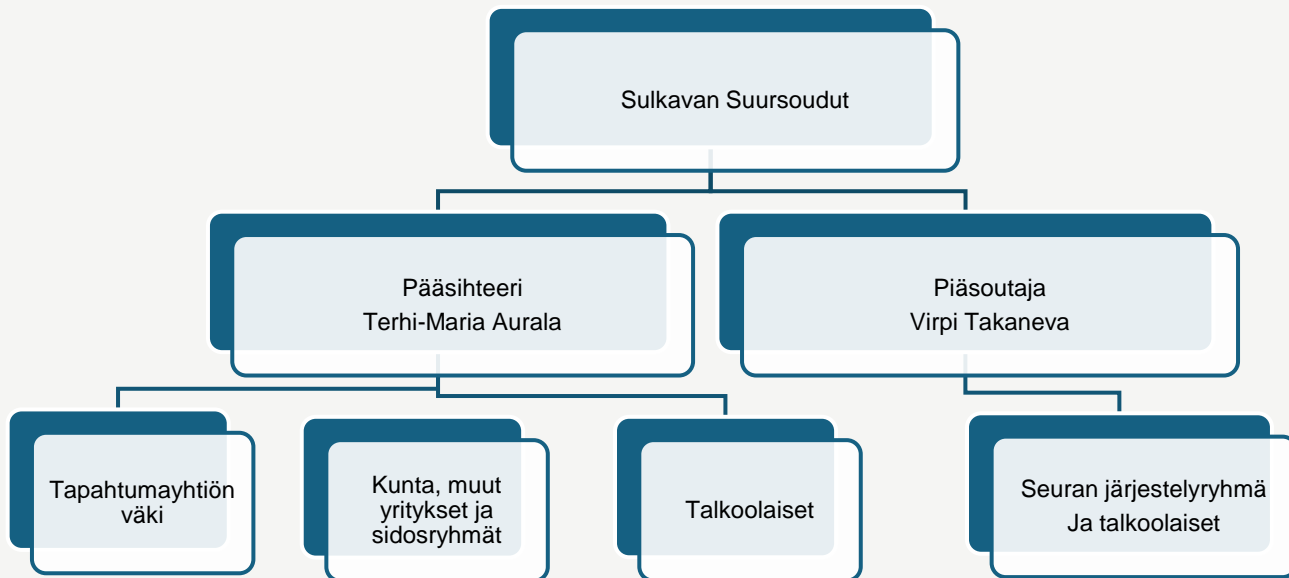 Sulkavan Suursoudut
Pääsihteeri
Terhi-Maria Aurala
Piäsoutaja
Virpi Takaneva
Tapahtumayhtiön
väki
Kunta, muut
yritykset ja
sidosryhmät
Talkoolaiset
Seuran järjestelyryhmä
Ja talkoolaiset